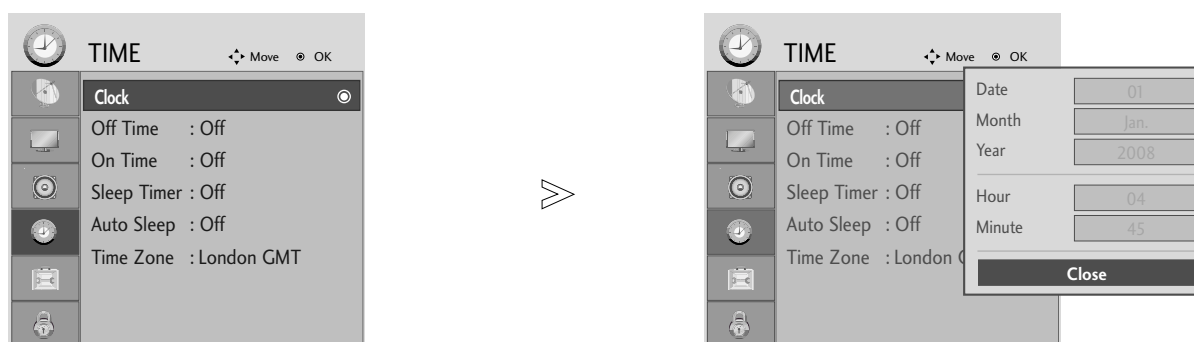 TIME
Move OK
Clock
Off Time : Off
On Time : Off
Sleep Timer : Off
Auto Sleep : Off
Time Zone : London GMT
TIME
Move OK
Clock
Off Time : Off
On Time : Off
Sleep Timer : Off
Auto Sleep : Off
Time Zone : London
Date 01
Month Jan.
Year 2008
Hour 04
Minute 45
Close